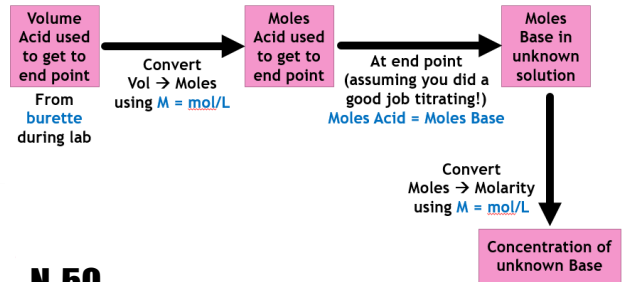 Volume
Acid used
to get to
end point
From
burette
during lab
Convert
Vol → Moles
using M = mol/L
Moles
Acid used
to get to
end point
At end point
(assuming you did a
good job titrating!)
Moles Acid = Moles Base
Moles
Base in
unknown
solution
Convert
Moles → Molarity
using M = mol/L
Concentration of
unknown Base
N 50